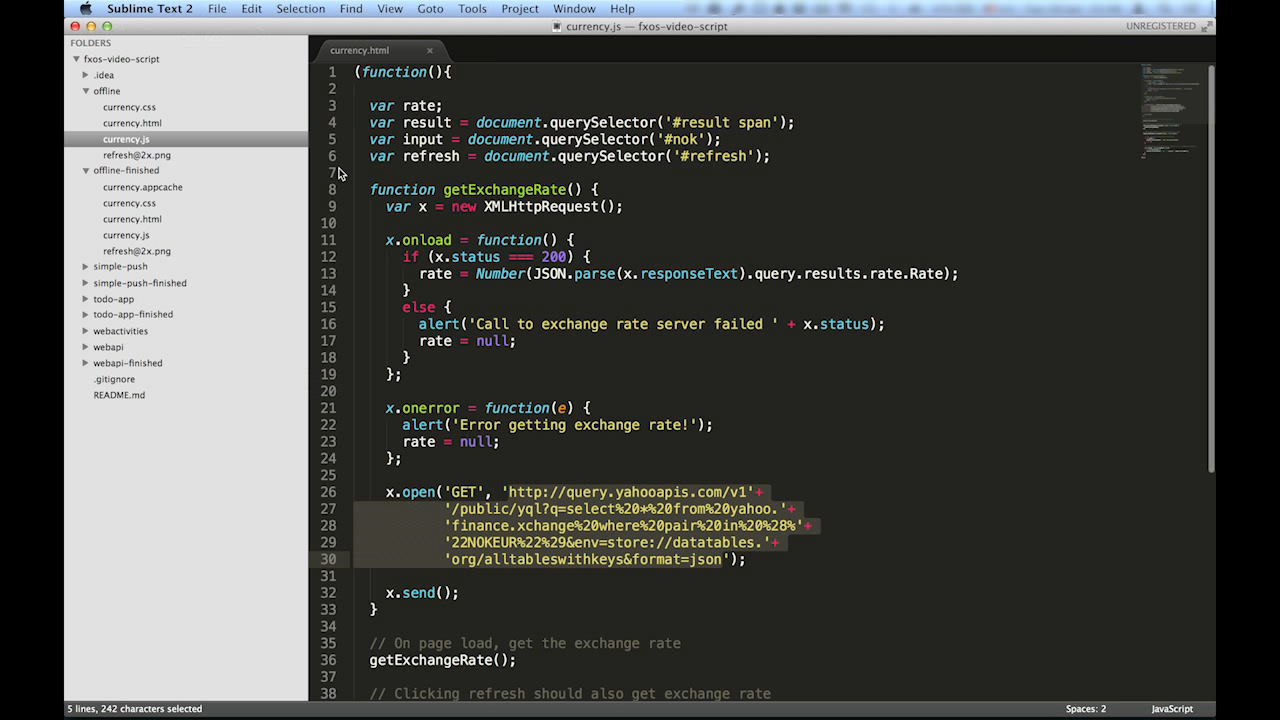 Sublime Text 2 File Edit Selection Find View Goto Tools Project Window Help
currency.js — fxos-video-script
UNREGISTERED
FOLDERS
fxos-video-script
.idea
offline
currency.css
currency.html
currency.js
refresh@2x.png
offline-finished
currency.appcache
currency.css
currency.html
currency.js
refresh@2x.png
simple-push
simple-push-finished
todo-app
todo-app-finished
webactivities
webapi
webapi-finished
.gitignore
README.md
currency.html
1 (function(){
2
3 var rate;
4 var result = document.querySelector('#result span');
5 var input = document.querySelector('#nok');
6 var refresh = document.querySelector('#refresh');
7
8 function getExchangeRate() {
9 var x = new XMLHttpRequest();
10
11 x.onload = function() {
12 if (x.status === 200) {
13 rate = Number(JSON.parse(x.responseText).query.results.rate.Rate);
14 }
15 else {
16 alert('Call to exchange rate server failed ' + x.status);
17 rate = null;
18 }
19 };
20
21 x.onerror = function(e) {
22 alert('Error getting exchange rate!');
23 rate = null;
24 };
25
26 x.open('GET', 'http://query.yahooapis.com/v1'+
27 '/public/yql?q=select%20*%20from%20yahoo.'+
28 'finance.xchange%20where%20pair%20in%20%28%'+
29 '22NOKEUR%22%29&env=store://datatables.'+
30 'org/alltableswithkeys&format=json');
31
32 x.send();
33 }
34
35 // On page load, get the exchange rate
36 getExchangeRate();
37
38 // Clicking refresh should also get exchange rate
5 lines, 242 characters selected
Spaces: 2
JavaScript